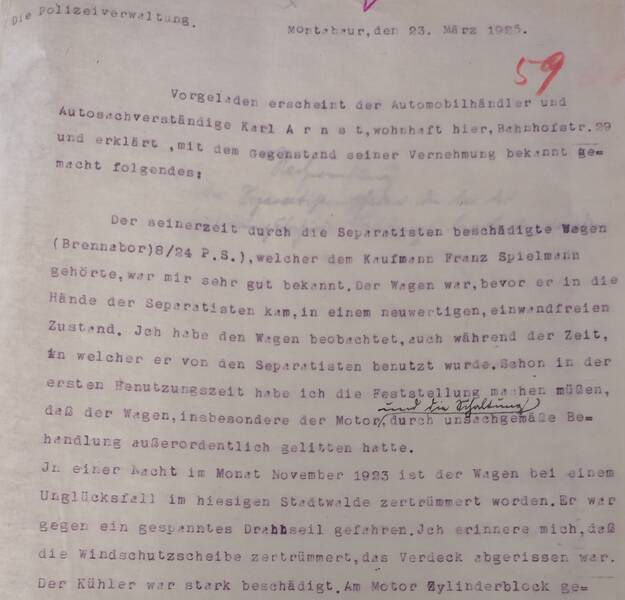 Die Polizeiverwaltung.
Montabaur,den 23. März 1925.
59
Vorgeladen erscheint der Automobilhändler und
Autosachverständige Karl A r n s t,wohnhaft hier,Bahnhofstr.29
und erklärt ,mit dem Gegenstand seiner Vernehmung bekannt ge=
macht folgendes:
Der seinerzeit durch die Separatisten beschädigte Wagen
(Brennabor)8/24 P.S.),welcher dem Kaufmann Franz Spielmann
gehörte,war mir sehr gut bekannt.Der Wagen war,bevor er in die
Hände der Separatisten kam,in einem neuwertigen,einwandfreien
Zustand. Jch habe den Wagen beobachtet,auch während der Zeit,
in welcher er von den Separatisten benutzt wurde.Schon in der
ersten Benutzungszeit habe ich die Feststellung machen müßen,
und die Schaltung
daß der Wagen,insbesondere der Motor,durch unsachgemäße Be=
handlung außerordentlich gelitten hatte.
Jn einer Nacht im Monat November 1923 ist der Wagen bei einem
Unglücksfall im hiesigen Stadtwalde zertrümmert worden.Er war
gegen ein gespanntes Drahtseil gefahren.Jch erinnere mich,daß
die Windschutzscheibe zertrümmert,das Verdeck abgerissen war.
Der Kühler war stark beschädigt.Am Motor Zylinderblock ge=